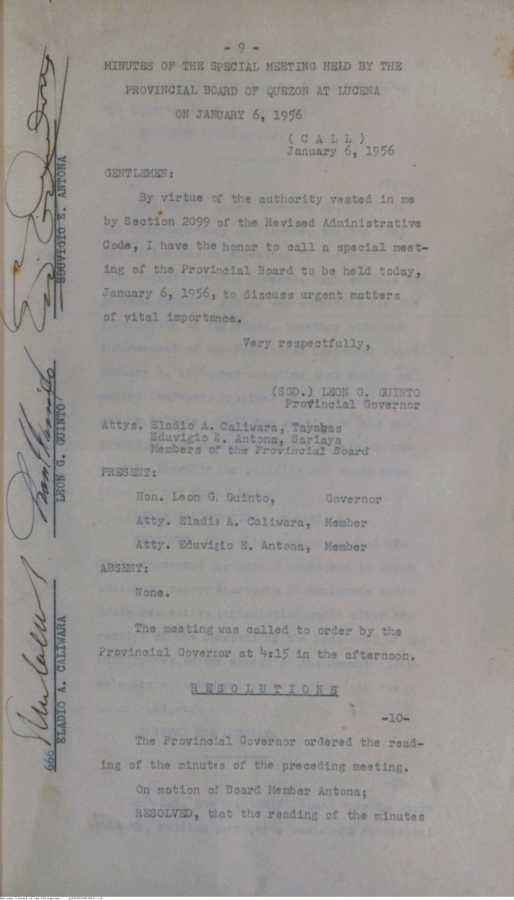 - 9 -
MINUTES OF THE SPECIAL MEETING HELD BY THE
PROVINCIAL BOARD OF QUEZON AT LUCENA
ON JANUARY 6, 1956
( C A L L )
January 6, 1956
GENTLEMEN:
By virtue of the authority vested in me
by Section 2099 of the Revised Administrative
Code, I have the honor to call a special meet-
ing of the Provincial Board to be held today,
January 6, 1956, to discuss urgent matters
of vital importance.
Very respectfully,
(SGD.) LEON G. GUINTO
Provincial Governor
Attys. Eladio A. Caliwara, Tayabas
Eduvigio E. Antona, Sariaya
Members of the Provincial Board
PRESENT:
Hon. Leon G. Guinto, Governor
Atty. Eladio A. Caliwara, Member
Atty. Eduvigio E. Antona, Member
ABSENT:
None.
The meeting was called to order by the
Provincial Governor at 4:15 in the afternoon.
R E S O L U T I O N S
-10-
The Provincial Governor ordered the read-
ing of the minutes of the preceding meeting.
On motion of Board Member Antona;
RESOLVED, that the reading of the minutes
EDUVIGIO E. ANTONA
LEON G. GUINTO
ELADIO A. CALIWARA
666